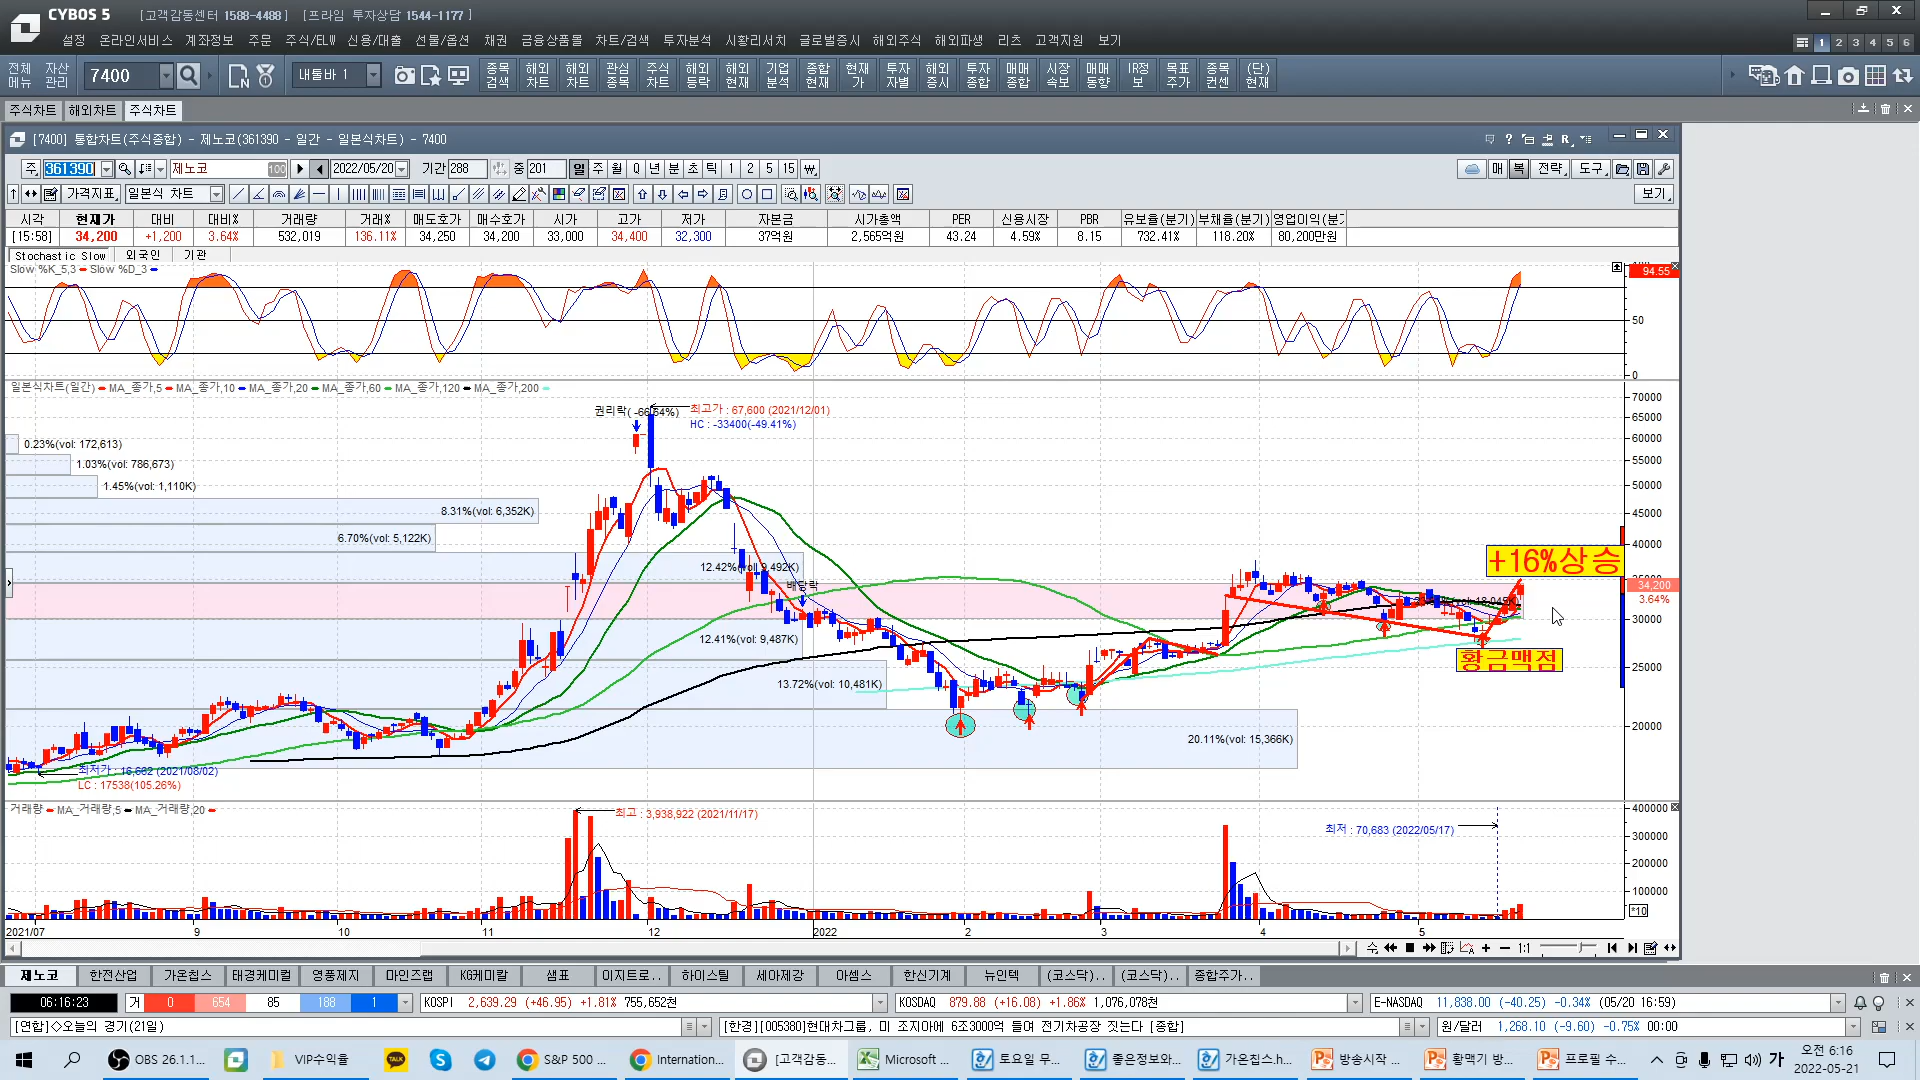 CYBOS 5 [고객감동센터 1588-4488] [프라임 투자상담 1544-1177]
설정 온라인서비스 계좌정보 주문 주식/ELW 신용/대출 선물/옵션 채권 금융상품몰 차트/검색 투자분석 시황리서치 글로벌증시 해외주식 해외파생 리츠 고객지원 보기
1 2 3 4 5 6
전체메뉴 자산관리 7400 내툴바 1 종목검색 해외차트 해외차트 관심종목 주식차트 해외등락 해외현재 기업분석 종합현재 현재가 투자자별 해외증시 투자종합 매매종합 시장속보 매매동향 IR정보 목표주가 종목컨센 (단)현재
주식차트 해외차트 주식차트
[7400] 통합차트(주식종합) - 제노코(361390 - 일간 - 일본식차트) - 7400
주 361390 제노코 100 2022/05/20 기간 288 중 201 일 주 월 Q 년 분 초 틱 1 2 5 15 매 복 전략 도구
가격지표 일본식 차트 보기
시각 현재가 대비 대비% 거래량 거래% 매도호가 매수호가 시가 고가 저가 자본금 시가총액 PER 신용시장 PBR 유보율(분기) 부채율(분기) 영업이익(분기
[15:58] 34,200 +1,200 3.64% 532,019 136.11% 34,250 34,200 33,000 34,400 32,300 37억원 2,565억원 43.24 4.59% 8.15 732.41% 118.20% 80,200만원
Stochastic Slow 외국인 기관
Slow %K_5,3 Slow %D_3
94.55
50
0
일본식차트(일간) MA_종가,5 MA_종가,10 MA_종가,20 MA_종가,60 MA_종가,120 MA_종가,200
70000
권리락( -66.64%) 최고가 : 67,600 (2021/12/01)
65000
HC : -33400(-49.41%)
0.23%(vol: 172,613)
60000
1.03%(vol: 786,673)
55000
1.45%(vol: 1,110K)
50000
8.31%(vol: 6,352K)
45000
6.70%(vol: 5,122K)
40000
+16%상승
12.42%(vol: 9,492K)
배당락
34,200
3.64%
30000
12.41%(vol: 9,487K)
황금맥점
25000
13.72%(vol: 10,481K)
20000
20.11%(vol: 15,366K)
최저가 : 16,662 (2021/08/02)
LC : 17538(105.26%)
거래량 MA_거래량,5 MA_거래량,20
400000
최고 : 3,938,922 (2021/11/17)
최저 : 70,683 (2022/05/17)
300000
200000
100000
*10
2021/07 9 10 11 12 2022 2 3 4 5
1:1
제노코 한전산업 가온칩스 태경케미컬 영풍제지 마인즈랩 KG케미칼 샘표 이지트로.. 하이스틸 세아제강 아셈스 한신기계 뉴인텍 (코스닥).. (코스닥).. 종합주가..
06:16:23 거 0 654 85 188 1 KOSPI 2,639.29 (+46.95) +1.81% 755,652천 KOSDAQ 879.88 (+16.08) +1.86% 1,076,078천 E-NASDAQ 11,838.00 (-40.25) -0.34% (05/20 16:59)
[연합]◇오늘의 경기(21일) [한경][005380]현대차그룹, 미 조지아에 6조3000억 들여 전기차공장 짓는다 [종합] 원/달러 1,268.10 (-9.60) -0.75% 00:00
OBS 26.1.1... VIP수익율 TALK S&P 500 ... Internation... [고객감동... Microsoft ... 토요일 무... 좋은정보와... 가온칩스.h... 방송시작 ... 황맥기 방... 프로필 수... 가 오전 6:16
2022-05-21